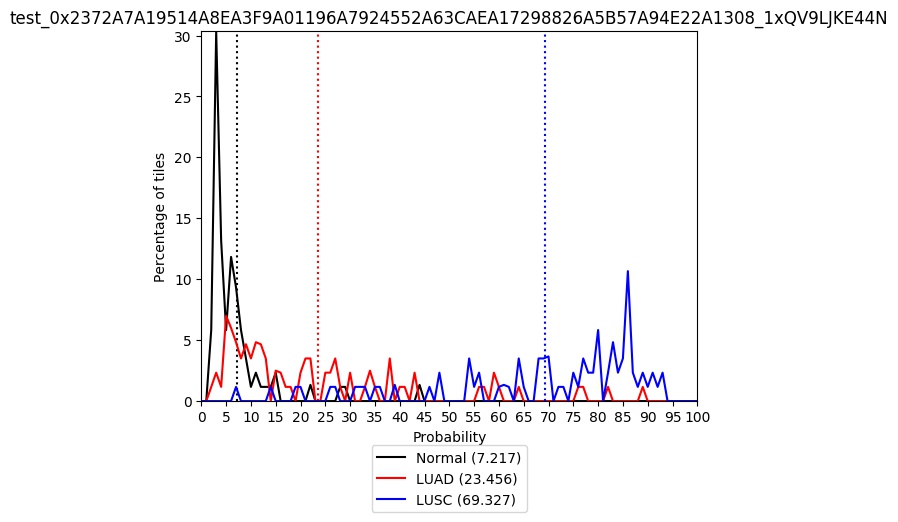 test_0x2372A7A19514A8EA3F9A01196A7924552A63CAEA17298826A5B57A94E22A1308_1xQV9LJKE44N
30
25
20
15
10
5
0
Percentage of tiles
0 5 10 15 20 25 30 35 40 45 50 55 60 65 70 75 80 85 90 95 100
Probability
Normal (7.217)
LUAD (23.456)
LUSC (69.327)